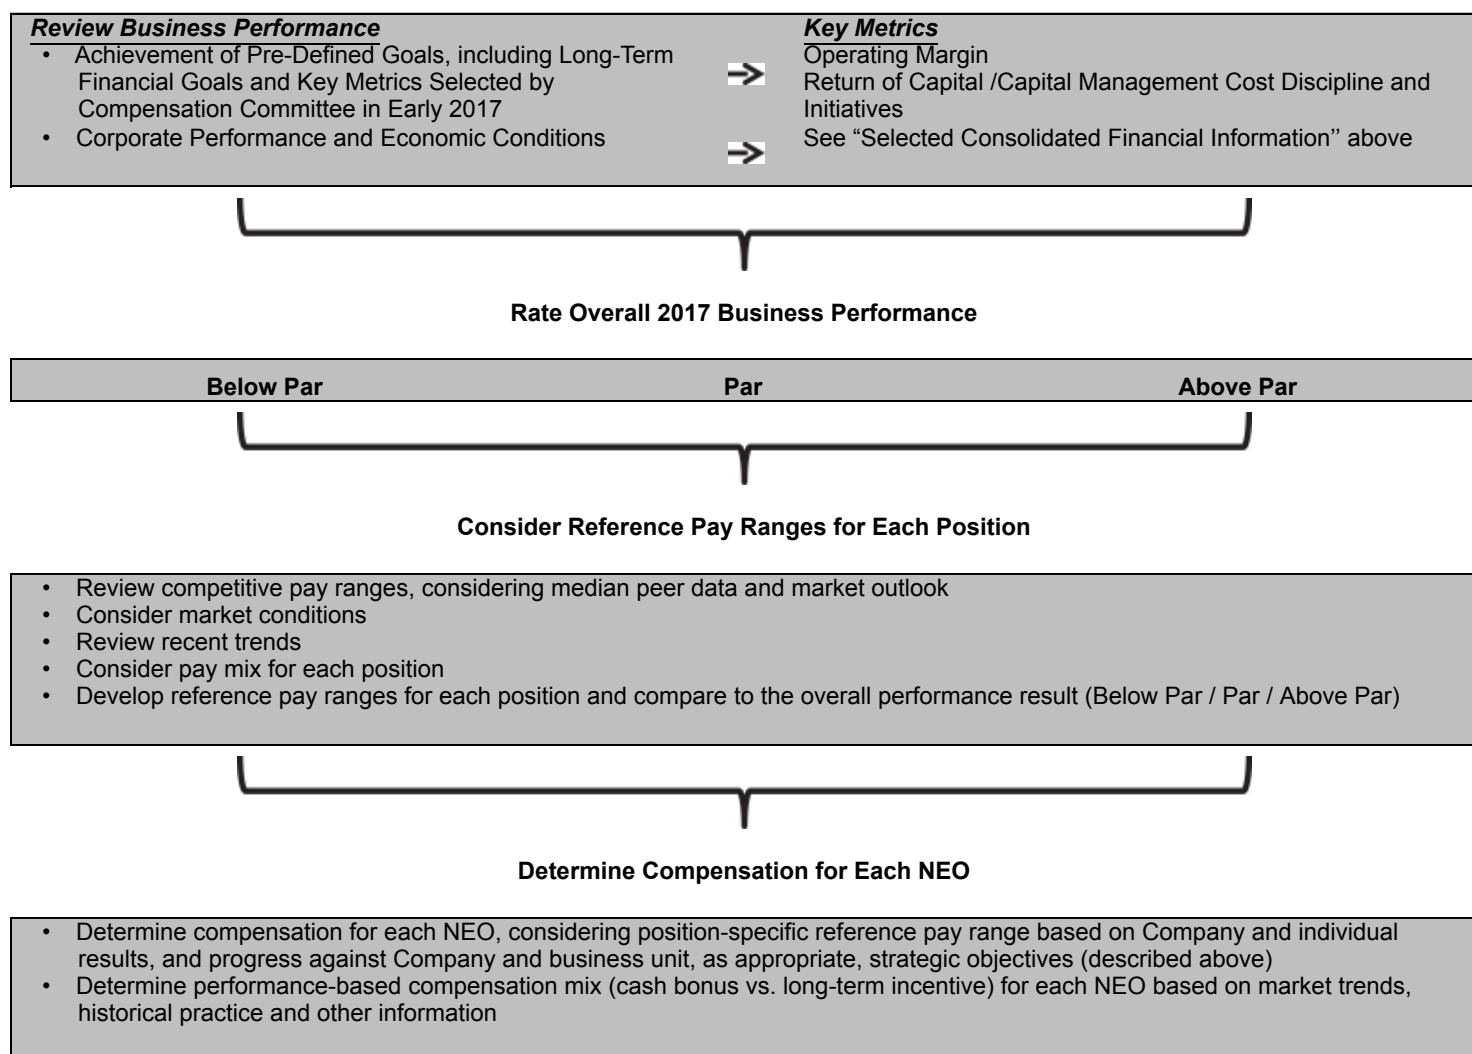 Review Business Performance
• Achievement of Pre-Defined Goals, including Long-Term
Financial Goals and Key Metrics Selected by
Compensation Committee in Early 2017
• Corporate Performance and Economic Conditions
Key Metrics
Operating Margin
Return of Capital /Capital Management Cost Discipline and
Initiatives
See “Selected Consolidated Financial Information’’ above
Rate Overall 2017 Business Performance
Below Par Par Above Par
Consider Reference Pay Ranges for Each Position
• Review competitive pay ranges, considering median peer data and market outlook
• Consider market conditions
• Review recent trends
• Consider pay mix for each position
• Develop reference pay ranges for each position and compare to the overall performance result (Below Par / Par / Above Par)
Determine Compensation for Each NEO
• Determine compensation for each NEO, considering position-specific reference pay range based on Company and individual
results, and progress against Company and business unit, as appropriate, strategic objectives (described above)
• Determine performance-based compensation mix (cash bonus vs. long-term incentive) for each NEO based on market trends,
historical practice and other information